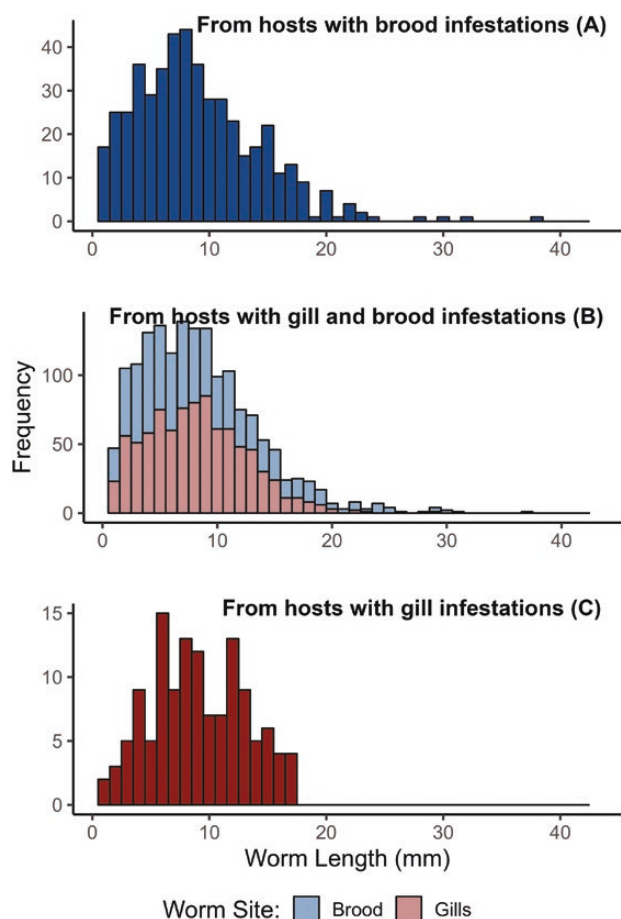 From hosts with brood infestations (A)
40
30
20
10
0
0 10 20 30 40
From hosts with gill and brood infestations (B)
100
50
0
0 10 20 30 40
Frequency
From hosts with gill infestations (C)
15
10
5
0
0 10 20 30 40
Worm Length (mm)
Worm Site: Brood Gills